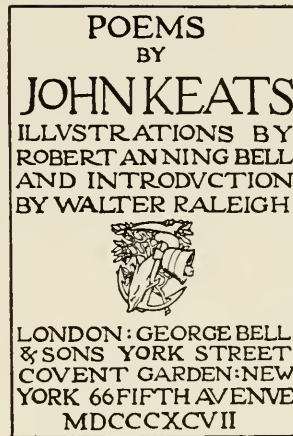 POEMS
BY
JOHN KEATS
ILLVSTRATIONS BY
ROBERT ANNING BELL
AND INTRODVCTION
BY WALTER RALEIGH
LONDON: GEORGE BELL
& SONS YORK STREET
COVENT GARDEN: NEW
YORK 66 FIFTH AVENVE
MDCCCXCVII